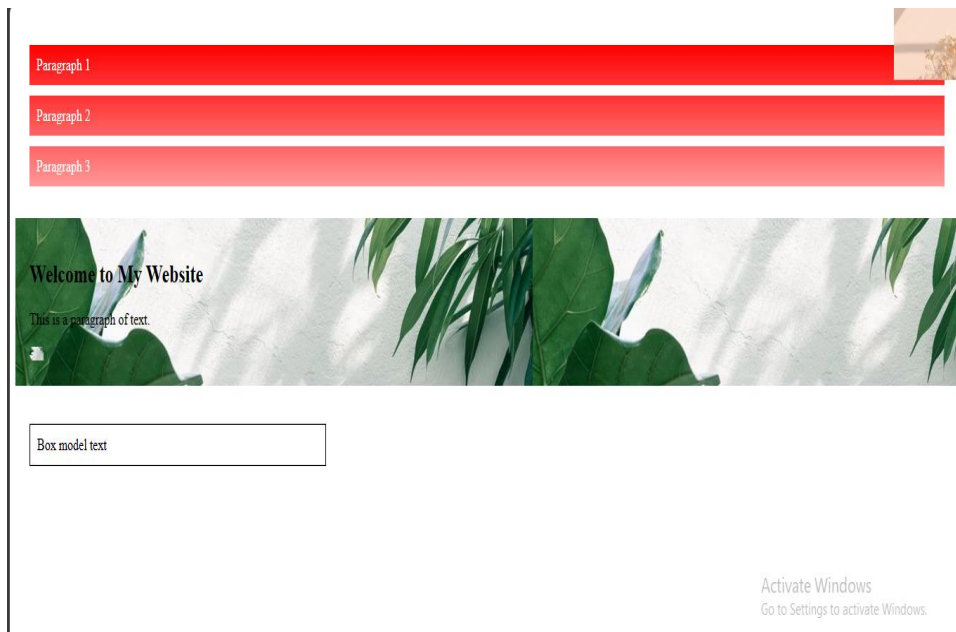 Paragraph 1
Paragraph 2
Paragraph 3
Welcome to My Website
This is a paragraph of text.
Box model text
Activate Windows
Go to Settings to activate Windows.